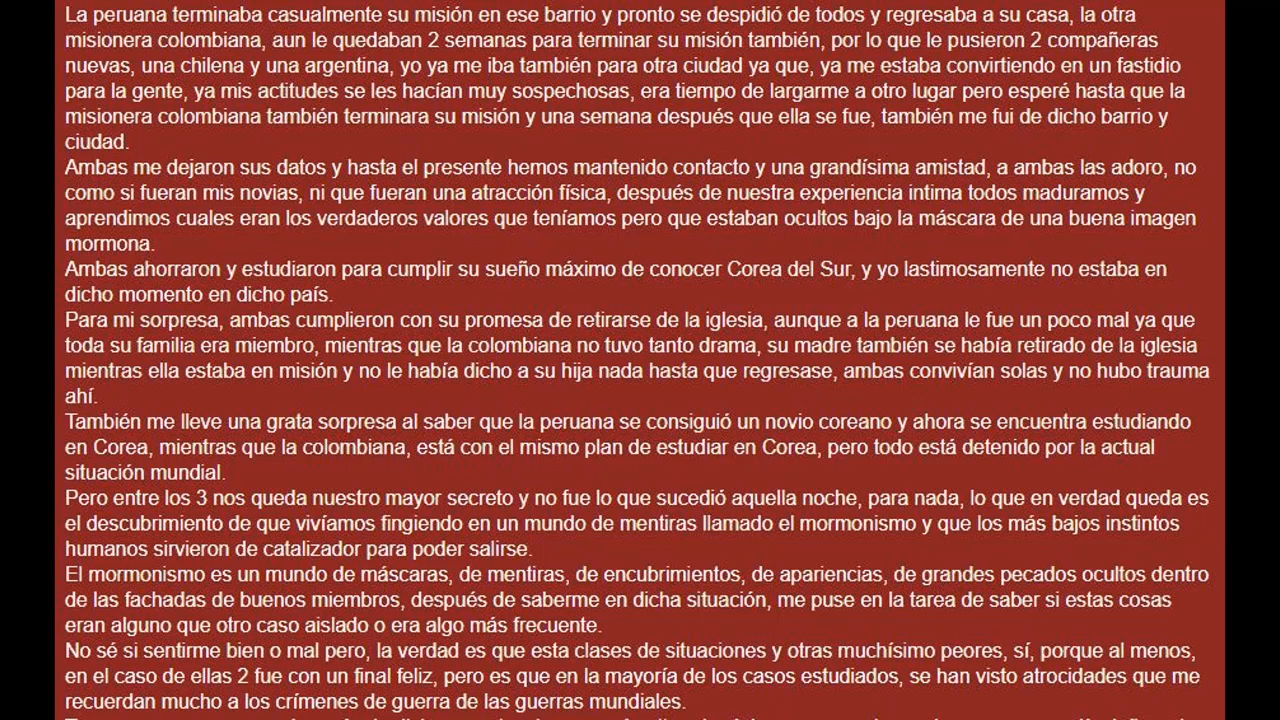 La peruana terminaba casualmente su misión en ese barrio y pronto se despidió de todos y regresaba a su casa, la otra
misionera colombiana, aun le quedaban 2 semanas para terminar su misión también, por lo que le pusieron 2 compañeras
nuevas, una chilena y una argentina, yo ya me iba también para otra ciudad ya que, ya me estaba convirtiendo en un fastidio
para la gente, ya mis actitudes se les hacían muy sospechosas, era tiempo de largarme a otro lugar pero esperé hasta que la
misionera colombiana también terminara su misión y una semana después que ella se fue, también me fui de dicho barrio y
ciudad.
Ambas me dejaron sus datos y hasta el presente hemos mantenido contacto y una grandísima amistad, a ambas las adoro, no
como si fueran mis novias, ni que fueran una atracción física, después de nuestra experiencia intima todos maduramos y
aprendimos cuales eran los verdaderos valores que teníamos pero que estaban ocultos bajo la máscara de una buena imagen
mormona.
Ambas ahorraron y estudiaron para cumplir su sueño máximo de conocer Corea del Sur, y yo lastimosamente no estaba en
dicho momento en dicho país.
Para mi sorpresa, ambas cumplieron con su promesa de retirarse de la iglesia, aunque a la peruana le fue un poco mal ya que
toda su familia era miembro, mientras que la colombiana no tuvo tanto drama, su madre también se había retirado de la iglesia
mientras ella estaba en misión y no le había dicho a su hija nada hasta que regresase, ambas convivían solas y no hubo trauma
ahí.
También me lleve una grata sorpresa al saber que la peruana se consiguió un novio coreano y ahora se encuentra estudiando
en Corea, mientras que la colombiana, está con el mismo plan de estudiar en Corea, pero todo está detenido por la actual
situación mundial.
Pero entre los 3 nos queda nuestro mayor secreto y no fue lo que sucedió aquella noche, para nada, lo que en verdad queda es
el descubrimiento de que vivíamos fingiendo en un mundo de mentiras llamado el mormonismo y que los más bajos instintos
humanos sirvieron de catalizador para poder salirse.
El mormonismo es un mundo de máscaras, de mentiras, de encubrimientos, de apariencias, de grandes pecados ocultos dentro
de las fachadas de buenos miembros, después de saberme en dicha situación, me puse en la tarea de saber si estas cosas
eran alguno que otro caso aislado o era algo más frecuente.
No sé si sentirme bien o mal pero, la verdad es que esta clases de situaciones y otras muchísimo peores, sí, porque al menos,
en el caso de ellas 2 fue con un final feliz, pero es que en la mayoría de los casos estudiados, se han visto atrocidades que me
recuerdan mucho a los crímenes de guerra de las guerras mundiales.